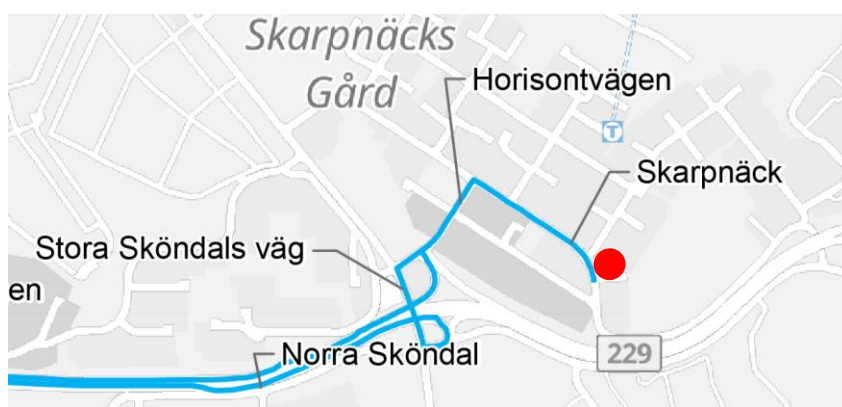 Skarpnäcks
Gård
Horisontvägen
T
Skarpnäck
Stora Sköndals väg
en
Norra Sköndal
229